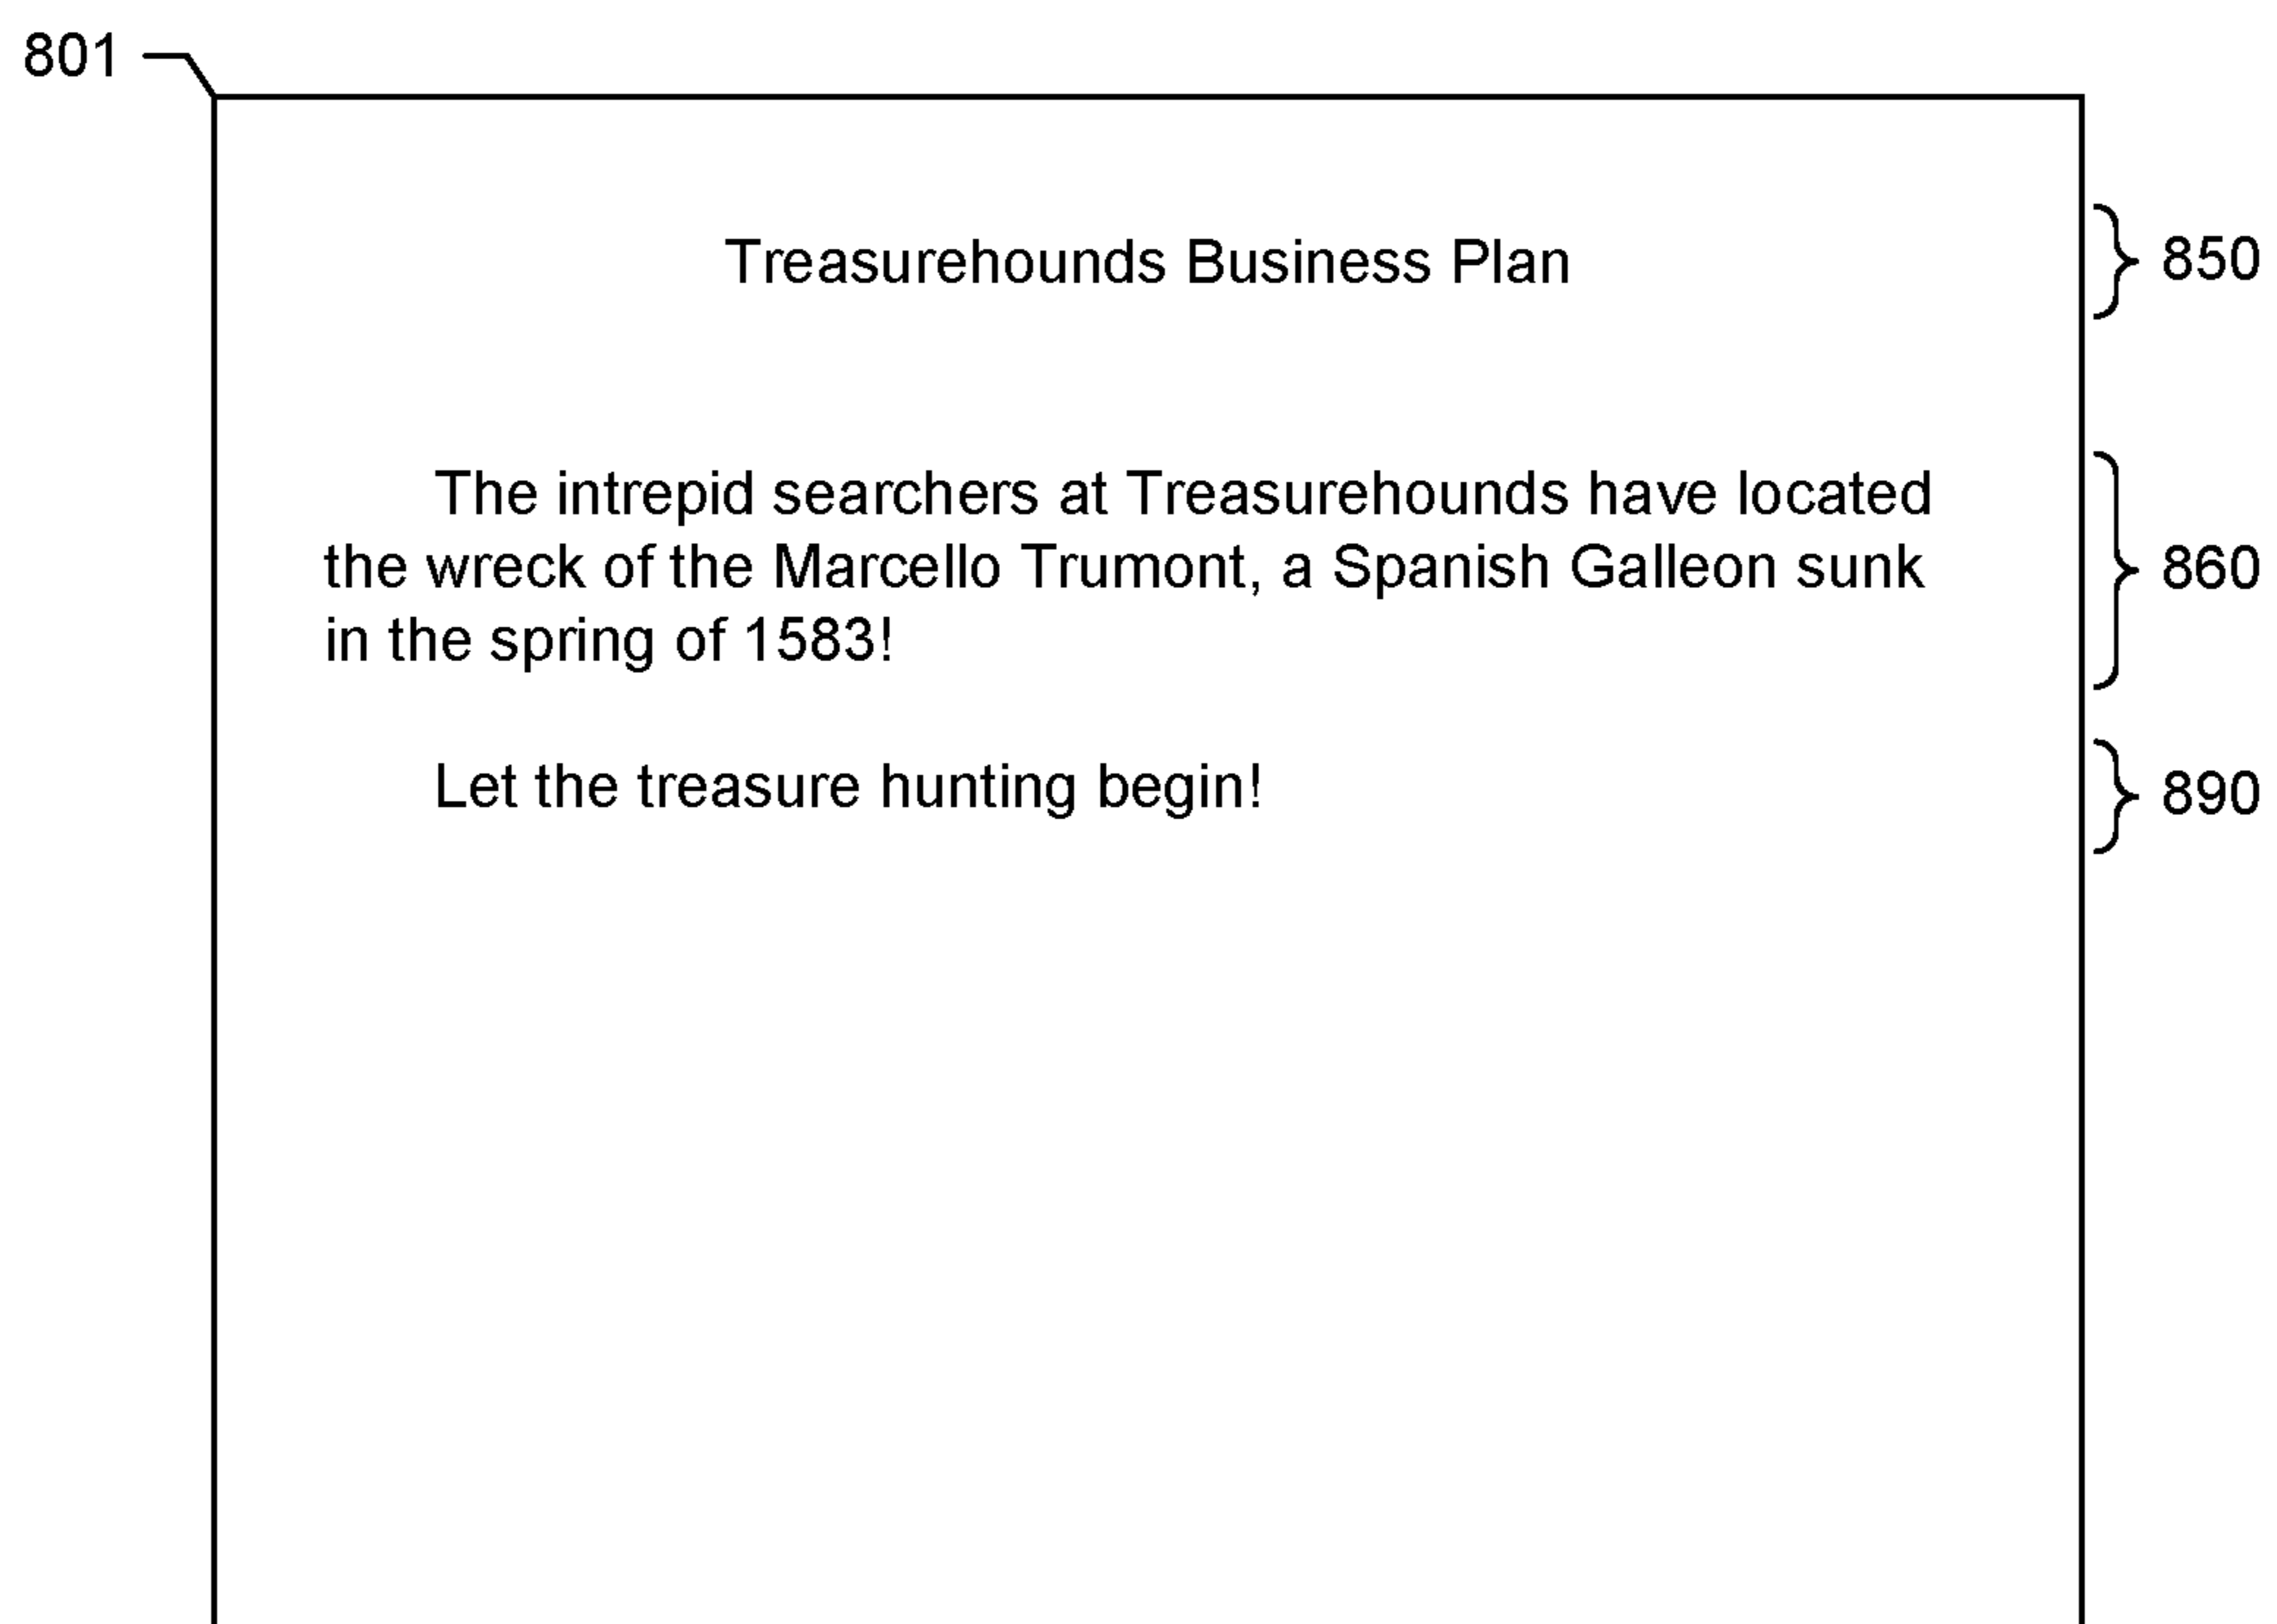 801
Treasurehounds Business Plan
850
The intrepid searchers at Treasurehounds have located
the wreck of the Marcello Trumont, a Spanish Galleon sunk
in the spring of 1583!
860
Let the treasure hunting begin!
890